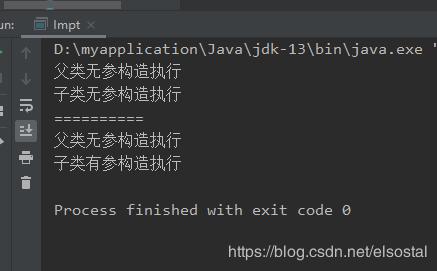 un:
Impt
D:\myapplication\Java\jdk-13\bin\java.exe "
父类无参构造执行
子类无参构造执行
==========
父类无参构造执行
子类有参构造执行
Process finished with exit code 0
https://blog.csdn.net/elsostal